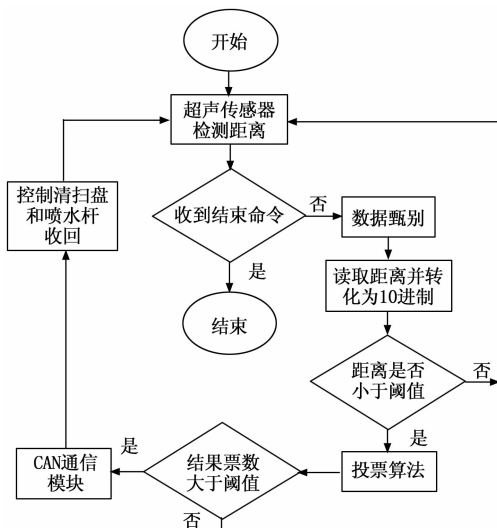 开始
超声传感器
检测距离
控制清扫盘
和喷水杆
收回
收到结束命令
否
数据甄别
是
读取距离并转
化为10进制
结束
距离是否
小于阈值
否
是
是
CAN通信
模块
结果票数
大于阈值
投票算法
否